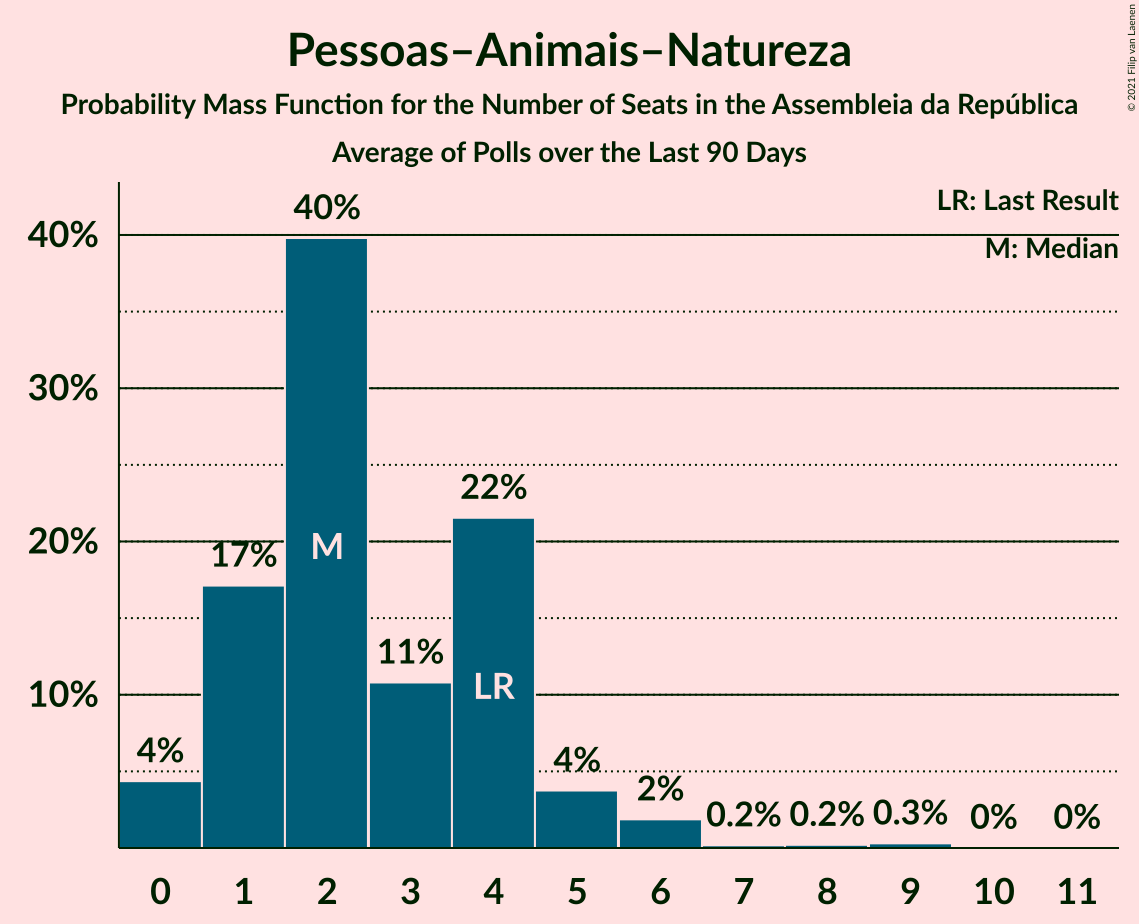 Pessoas–Animais–Natureza
Probability Mass Function for the Number of Seats in the Assembleia da República
Average of Polls over the Last 90 Days
© 2021 Filip van Laenen
LR: Last Result
M: Median
40%
30%
20%
10%
4%
17%
40%
11%
22%
4%
2%
0.2%
0.2%
0.3%
0%
0%
M
LR
0 1 2 3 4 5 6 7 8 9 10 11